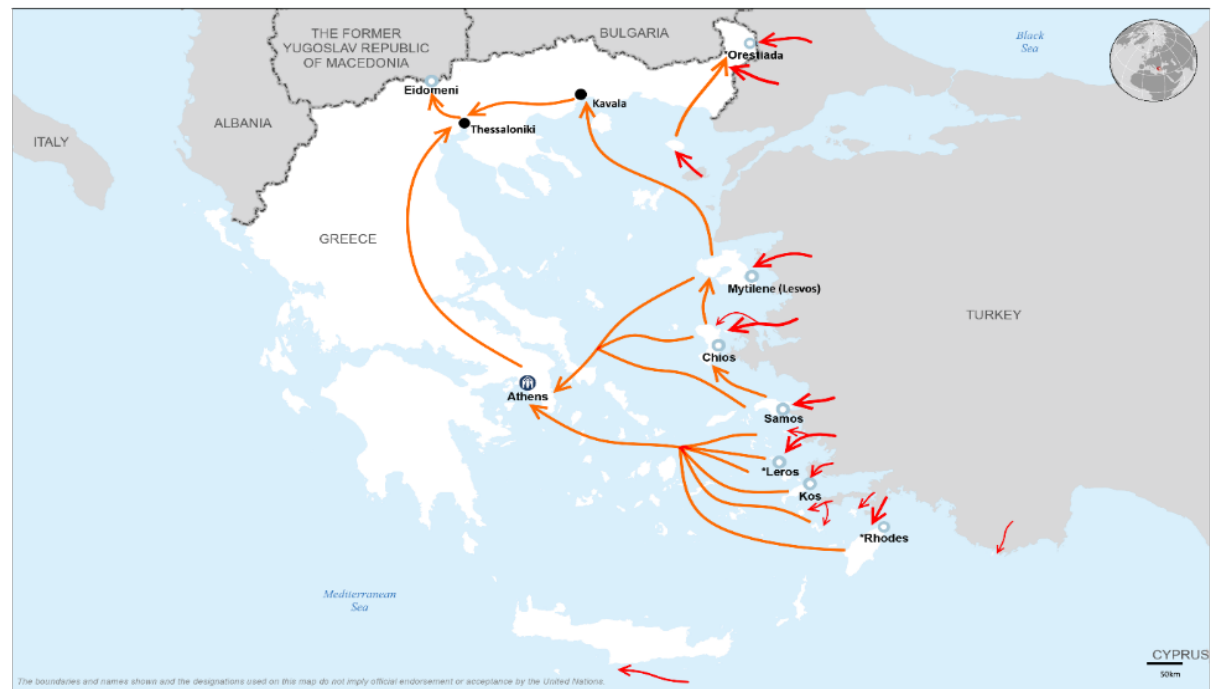 THE FORMER
YUGOSLAV REPUBLIC
OF MACEDONIA
BULGARIA
Black
Sea
*Orestiada
Eidomeni
Kavala
ALBANIA
Thessaloniki
ITALY
GREECE
Mytilene (Lesvos)
TURKEY
Chios
Athens
Samos
*Leros
Kos
*Rhodes
Mediterranean
Sea
CYPRUS
50km
The boundaries and names shown and the designations used on this map do not imply official endorsement or acceptance by the United Nations.